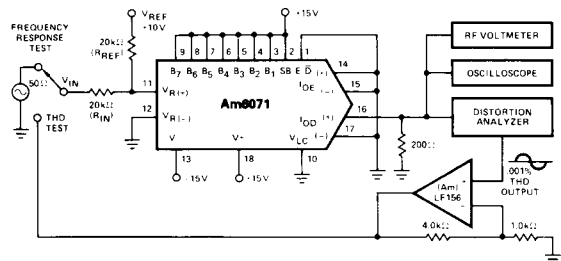 FREQUENCY
RESPONSE
TEST
VREF
+10V
+15V
20kΩ
(RREF)
50Ω
VIN
20kΩ
(RIN)
THD
TEST
9 8 7 6 5 4 3 2 1
B7 B6 B5 B4 B3 B2 B1 SB E/D
11
VR(+)
12
VR(−)
Am6071
14
(+)
IOE
15
(−)
16
IOD (+)
17
(−)
V−
V+
VLC
13
18
10
-15V
+15V
200Ω
RF VOLTMETER
OSCILLOSCOPE
DISTORTION
ANALYZER
.001%
THD
OUTPUT
(Am)
LF156
+
−
4.0kΩ
1.0kΩ